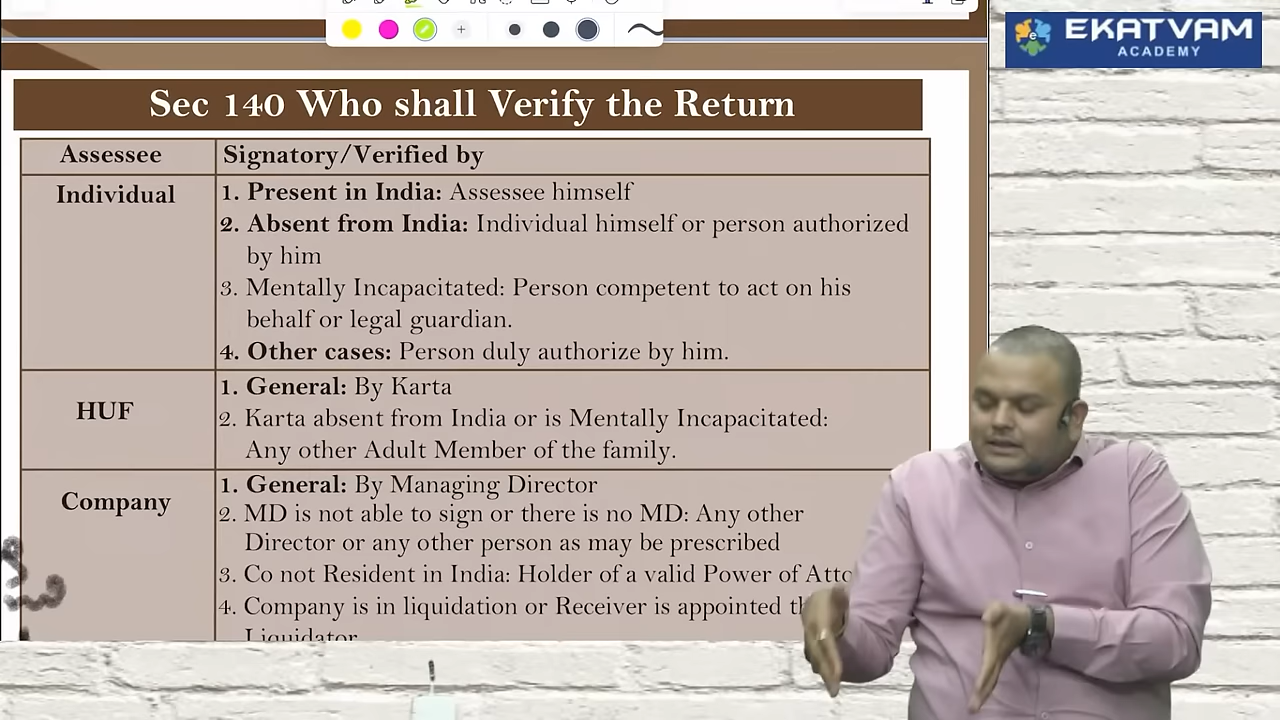 EKATVAM
ACADEMY
Sec 140 Who shall Verify the Return
Assessee
Signatory/Verified by
Individual
1. Present in India: Assessee himself
2. Absent from India: Individual himself or person authorized
by him
3. Mentally Incapacitated: Person competent to act on his
behalf or legal guardian.
4. Other cases: Person duly authorize by him.
HUF
1. General: By Karta
2. Karta absent from India or is Mentally Incapacitated:
Any other Adult Member of the family.
Company
1. General: By Managing Director
2. MD is not able to sign or there is no MD: Any other
Director or any other person as may be prescribed
3. Co not Resident in India: Holder of a valid Power of
4. Company is in liquidation or Receiver is appointed
Liquidator